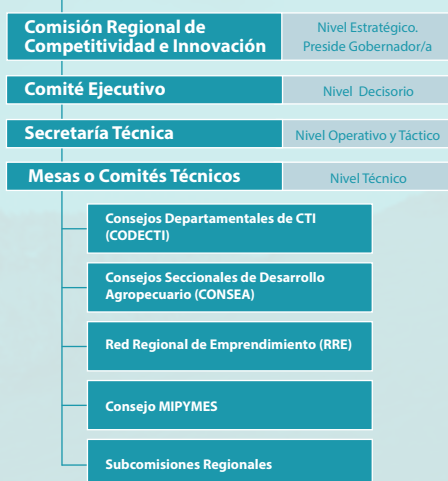 Comisión Regional de
Competitividad e Innovación
Nivel Estratégico.
Preside Gobernador/a
Comité Ejecutivo
Nivel Decisorio
Secretaría Técnica
Nivel Operativo y Táctico
Mesas o Comités Técnicos
Nivel Técnico
Consejos Departamentales de CTI
(CODECTI)
Consejos Seccionales de Desarrollo
Agropecuario (CONSEA)
Red Regional de Emprendimiento (RRE)
Consejo MIPYMES
Subcomisiones Regionales